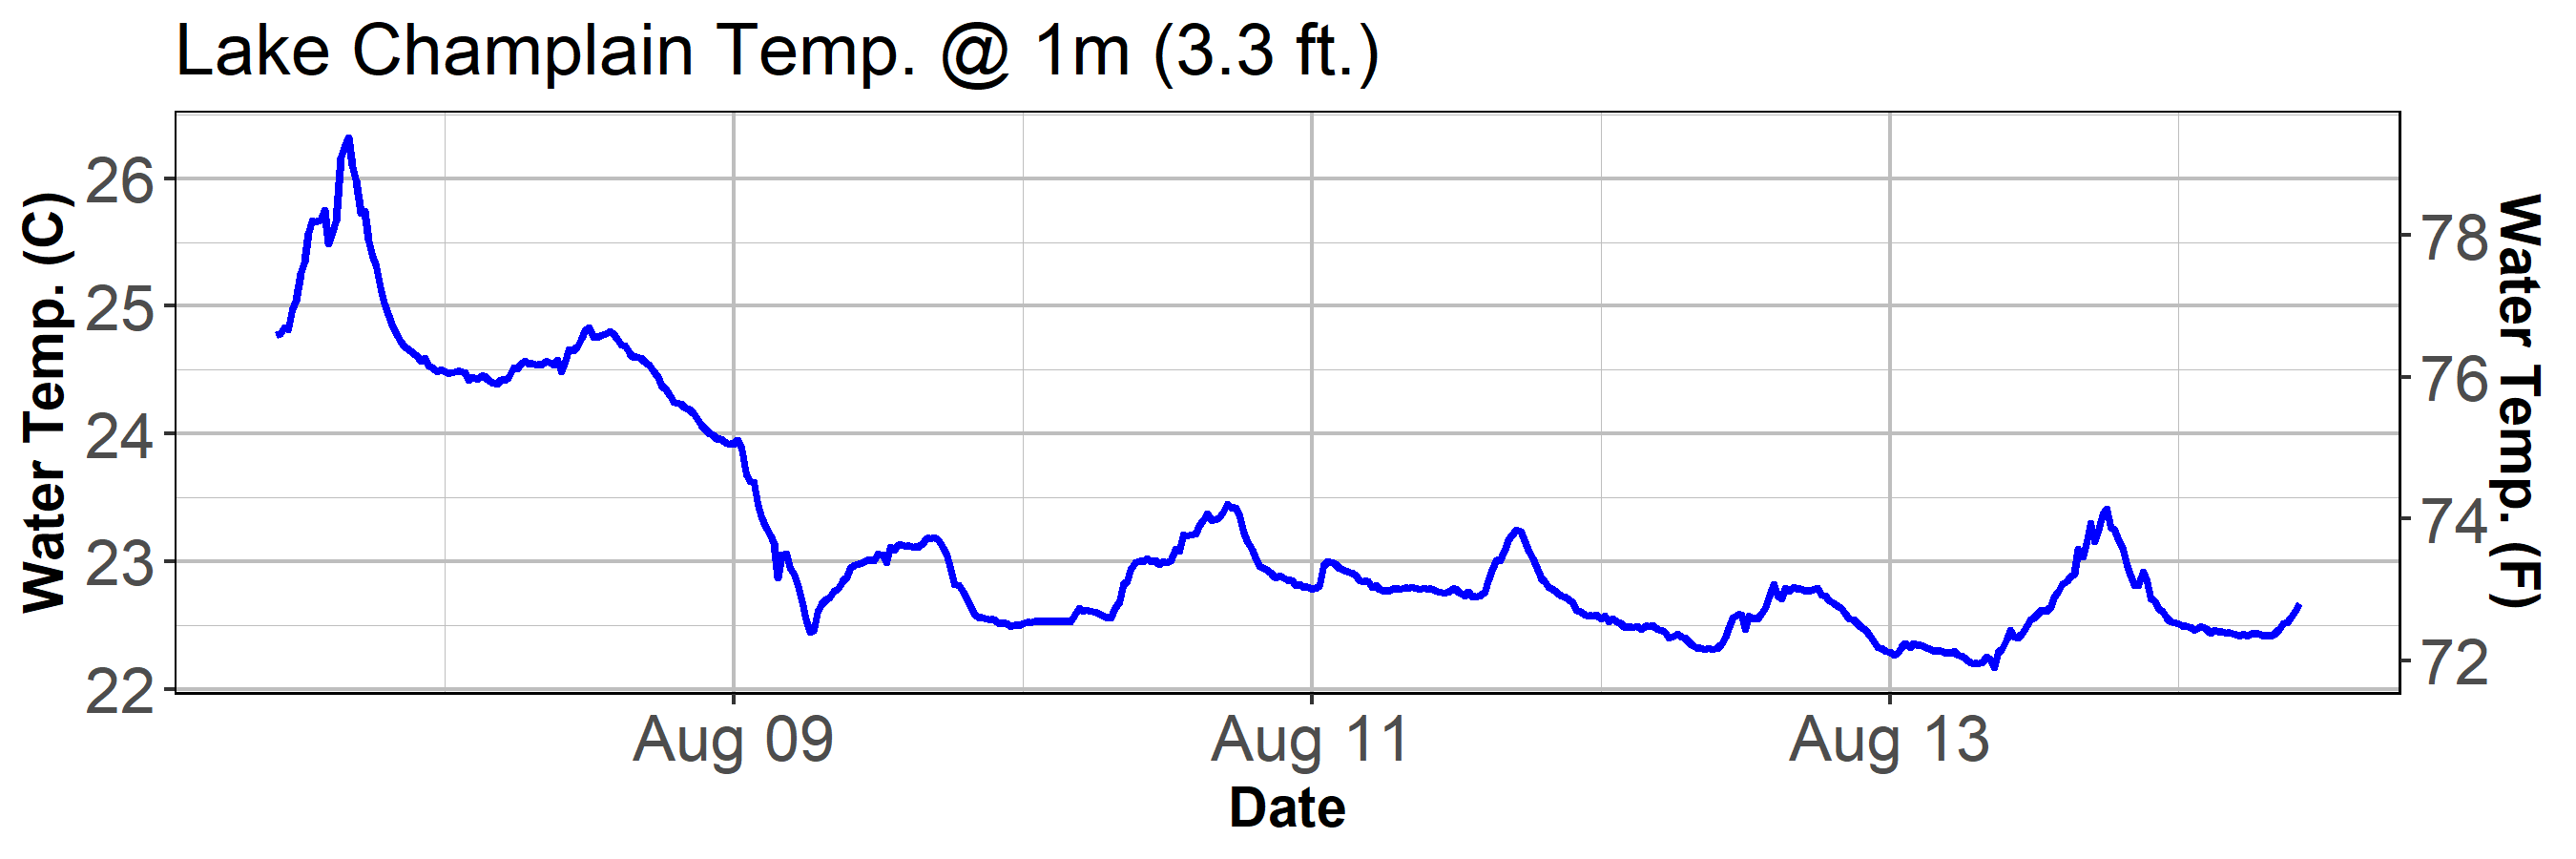 Lake Champlain Temp. @ 1m (3.3 ft.)
Water Temp. (C)
26
25
24
23
22
78
76
74
72
Water Temp. (F)
Aug 09
Aug 11
Aug 13
Date